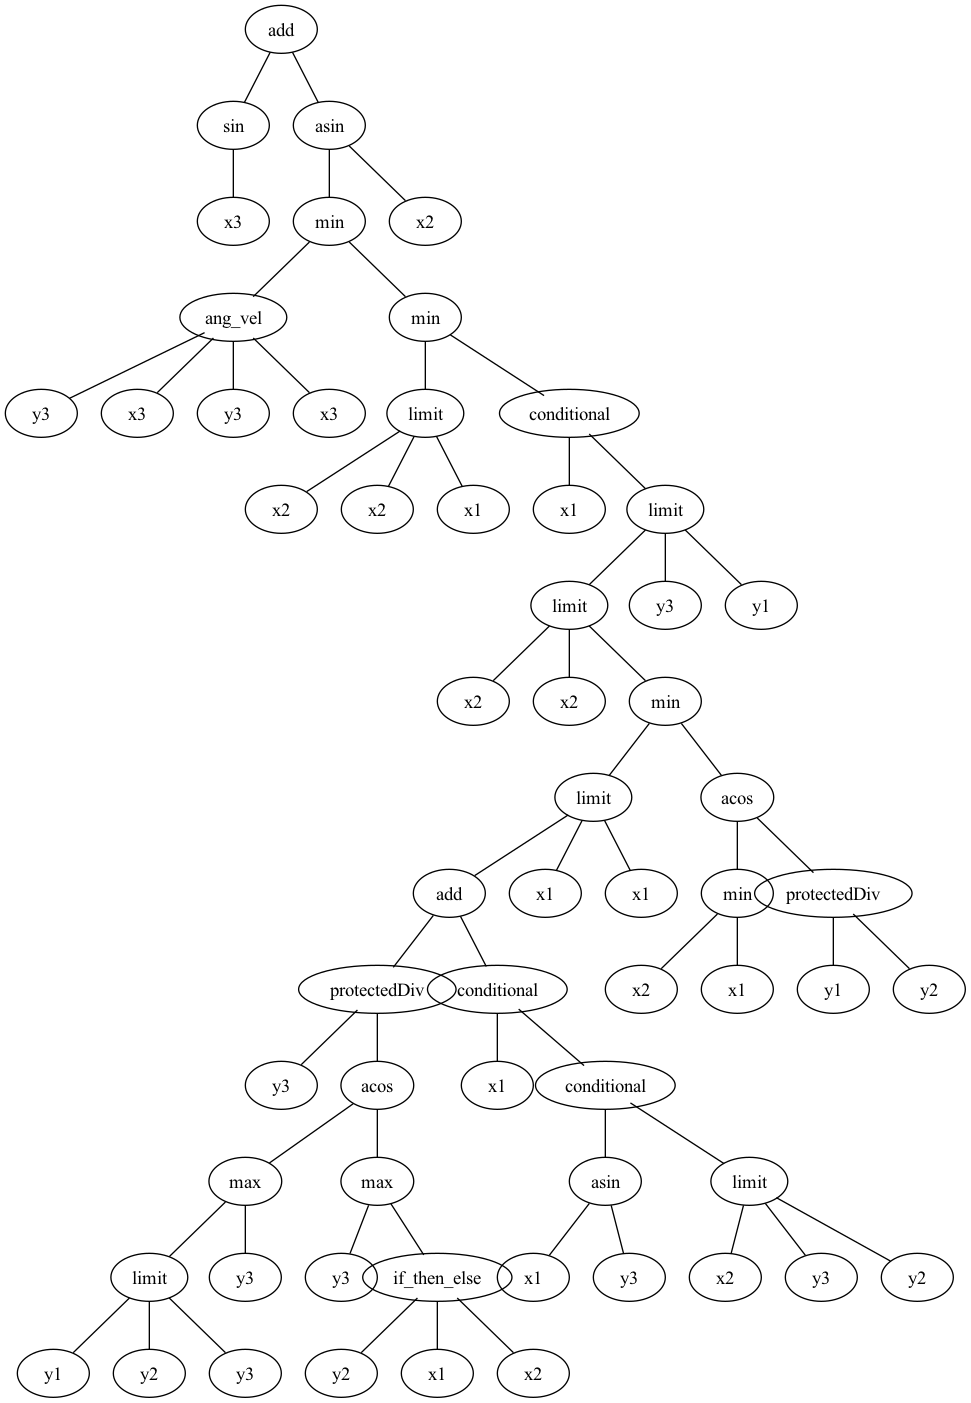 add
sin asin
x3 min x2
ang_vel min
y3 x3 y3 x3 limit conditional
x2 x2 x1 x1 limit
limit y3 y1
x2 x2 min
limit acos
add x1 x1 min protectedDiv
protectedDiv conditional x2 x1 y1 y2
y3 acos x1 conditional
max max asin limit
limit y3 y3 if_then_else x1 y3 x2 y3 y2
y1 y2 y3 y2 x1 x2